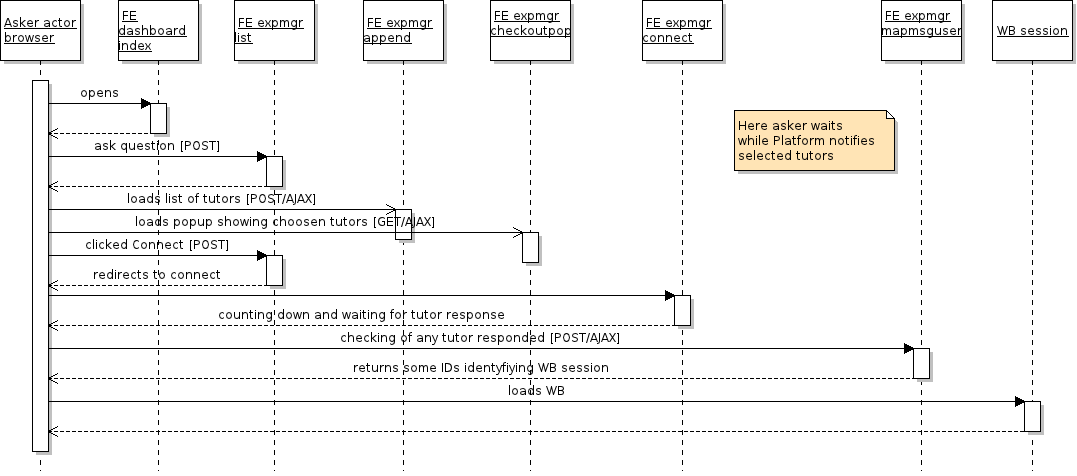 Asker actor
browser
FE
dashboard
index
FE expmgr
list
FE expmgr
append
FE expmgr
checkoutpop
FE expmgr
connect
FE expmgr
mapmsguser
WB session
opens
Here asker waits
while Platform notifies
selected tutors
ask question [POST]
loads list of tutors [POST/AJAX]
loads popup showing choosen tutors [GET/AJAX]
clicked Connect [POST]
redirects to connect
counting down and waiting for tutor response
checking of any tutor responded [POST/AJAX]
returns some IDs identyfiying WB session
loads WB